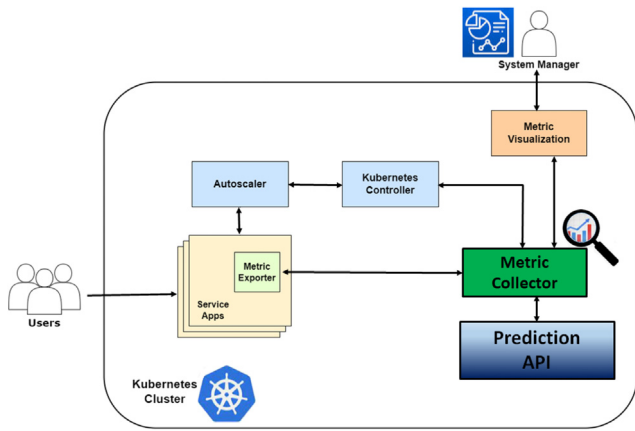 System Manager
Metric
Visualization
Autoscaler
Kubernetes
Controller
Metric
Exporter
Service
Apps
Metric
Collector
Users
Prediction
API
Kubernetes
Cluster